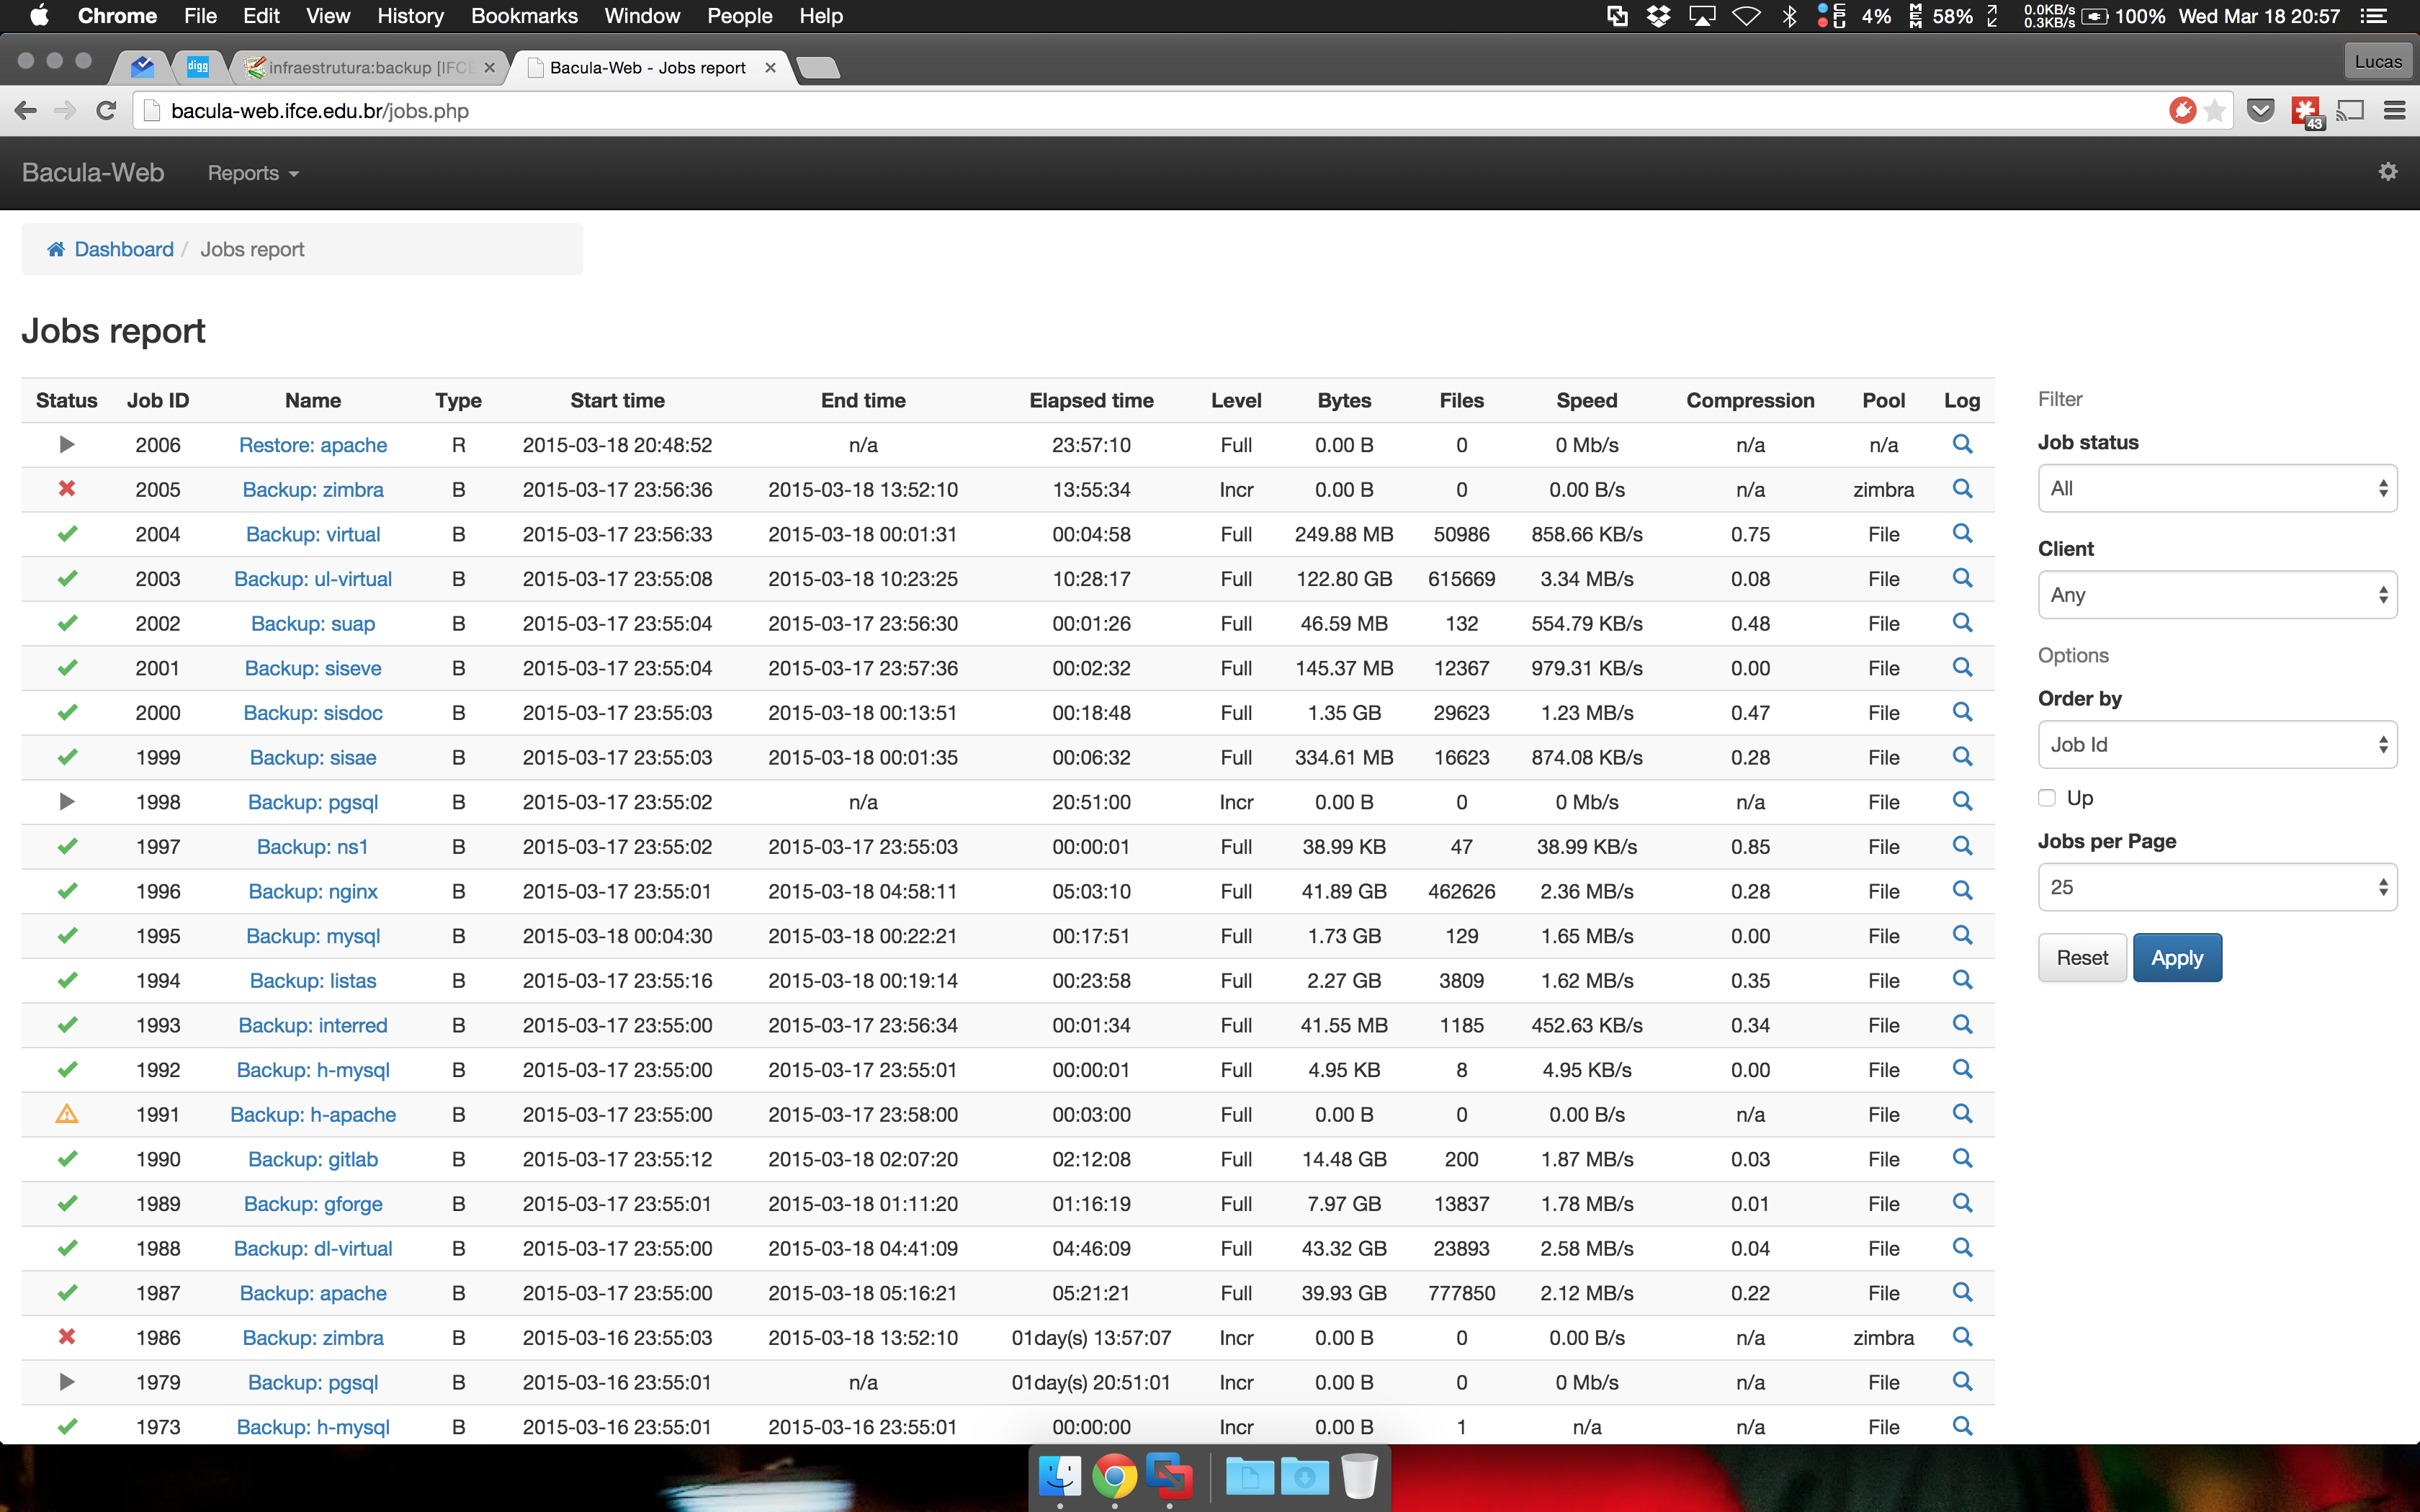 Chrome File Edit View History Bookmarks Window People Help CPU 4% MEM 58% 0.0KB/s 0.3KB/s 100% Wed Mar 18 20:57
digg infraestrutura:backup [IFCE Bacula-Web - Jobs report Lucas
bacula-web.ifce.edu.br/jobs.php 43
Bacula-Web Reports
Dashboard / Jobs report
Jobs report
Status Job ID Name Type Start time End time Elapsed time Level Bytes Files Speed Compression Pool Log
2006 Restore: apache R 2015-03-18 20:48:52 n/a 23:57:10 Full 0.00 B 0 0 Mb/s n/a n/a
2005 Backup: zimbra B 2015-03-17 23:56:36 2015-03-18 13:52:10 13:55:34 Incr 0.00 B 0 0.00 B/s n/a zimbra
2004 Backup: virtual B 2015-03-17 23:56:33 2015-03-18 00:01:31 00:04:58 Full 249.88 MB 50986 858.66 KB/s 0.75 File
2003 Backup: ul-virtual B 2015-03-17 23:55:08 2015-03-18 10:23:25 10:28:17 Full 122.80 GB 615669 3.34 MB/s 0.08 File
2002 Backup: suap B 2015-03-17 23:55:04 2015-03-17 23:56:30 00:01:26 Full 46.59 MB 132 554.79 KB/s 0.48 File
2001 Backup: siseve B 2015-03-17 23:55:04 2015-03-17 23:57:36 00:02:32 Full 145.37 MB 12367 979.31 KB/s 0.00 File
2000 Backup: sisdoc B 2015-03-17 23:55:03 2015-03-18 00:13:51 00:18:48 Full 1.35 GB 29623 1.23 MB/s 0.47 File
1999 Backup: sisae B 2015-03-17 23:55:03 2015-03-18 00:01:35 00:06:32 Full 334.61 MB 16623 874.08 KB/s 0.28 File
1998 Backup: pgsql B 2015-03-17 23:55:02 n/a 20:51:00 Incr 0.00 B 0 0 Mb/s n/a File
1997 Backup: ns1 B 2015-03-17 23:55:02 2015-03-17 23:55:03 00:00:01 Full 38.99 KB 47 38.99 KB/s 0.85 File
1996 Backup: nginx B 2015-03-17 23:55:01 2015-03-18 04:58:11 05:03:10 Full 41.89 GB 462626 2.36 MB/s 0.28 File
1995 Backup: mysql B 2015-03-18 00:04:30 2015-03-18 00:22:21 00:17:51 Full 1.73 GB 129 1.65 MB/s 0.00 File
1994 Backup: listas B 2015-03-17 23:55:16 2015-03-18 00:19:14 00:23:58 Full 2.27 GB 3809 1.62 MB/s 0.35 File
1993 Backup: interred B 2015-03-17 23:55:00 2015-03-17 23:56:34 00:01:34 Full 41.55 MB 1185 452.63 KB/s 0.34 File
1992 Backup: h-mysql B 2015-03-17 23:55:00 2015-03-17 23:55:01 00:00:01 Full 4.95 KB 8 4.95 KB/s 0.00 File
1991 Backup: h-apache B 2015-03-17 23:55:00 2015-03-17 23:58:00 00:03:00 Full 0.00 B 0 0.00 B/s n/a File
1990 Backup: gitlab B 2015-03-17 23:55:12 2015-03-18 02:07:20 02:12:08 Full 14.48 GB 200 1.87 MB/s 0.03 File
1989 Backup: gforge B 2015-03-17 23:55:01 2015-03-18 01:11:20 01:16:19 Full 7.97 GB 13837 1.78 MB/s 0.01 File
1988 Backup: dl-virtual B 2015-03-17 23:55:00 2015-03-18 04:41:09 04:46:09 Full 43.32 GB 23893 2.58 MB/s 0.04 File
1987 Backup: apache B 2015-03-17 23:55:00 2015-03-18 05:16:21 05:21:21 Full 39.93 GB 777850 2.12 MB/s 0.22 File
1986 Backup: zimbra B 2015-03-16 23:55:03 2015-03-18 13:52:10 01day(s) 13:57:07 Incr 0.00 B 0 0.00 B/s n/a zimbra
1979 Backup: pgsql B 2015-03-16 23:55:01 n/a 01day(s) 20:51:01 Incr 0.00 B 0 0 Mb/s n/a File
1973 Backup: h-mysql B 2015-03-16 23:55:01 2015-03-16 23:55:01 00:00:00 Incr 0.00 B 1 n/a n/a File
Filter
Job status
All
Client
Any
Options
Order by
Job Id
Up
Jobs per Page
25
Reset Apply